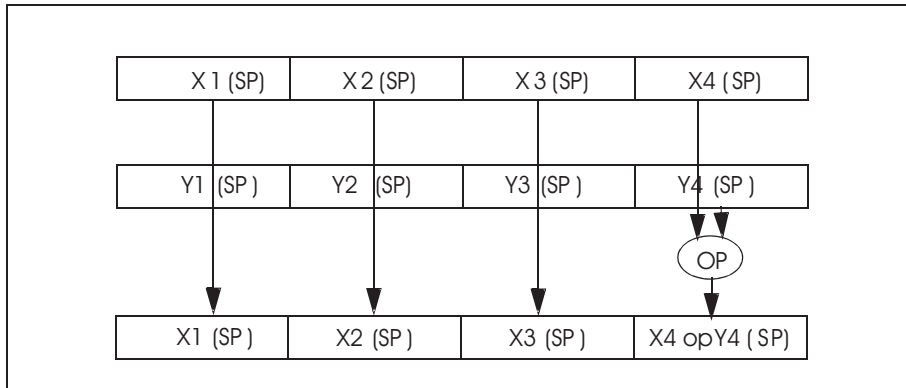 X1 (SP) X2 (SP) X3 (SP) X4 (SP)
Y1 (SP) Y2 (SP) Y3 (SP) Y4 (SP)
OP
X1 (SP) X2 (SP) X3 (SP) X4 opY4 (SP)